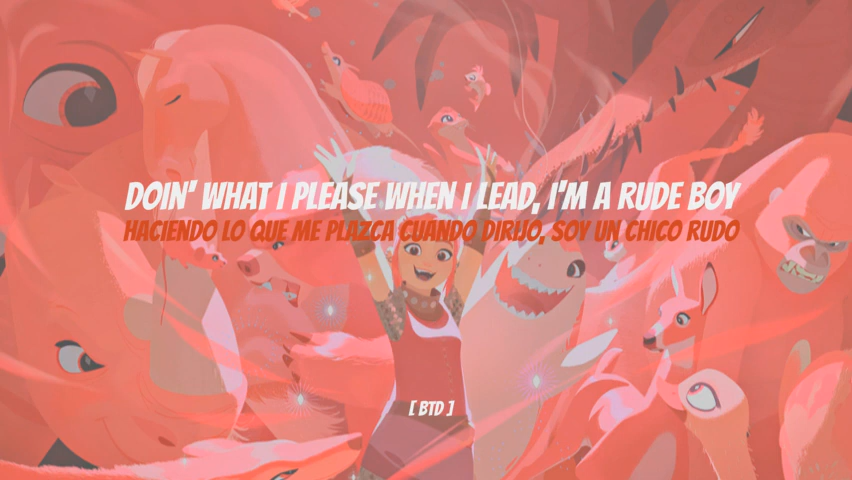 DOIN' WHAT I PLEASE WHEN I LEAD, I'M A RUDE BOY
HACIENDO LO QUE ME PLAZCA CUANDO DIRIJO, SOY UN CHICO RUDO
[ BTD ]